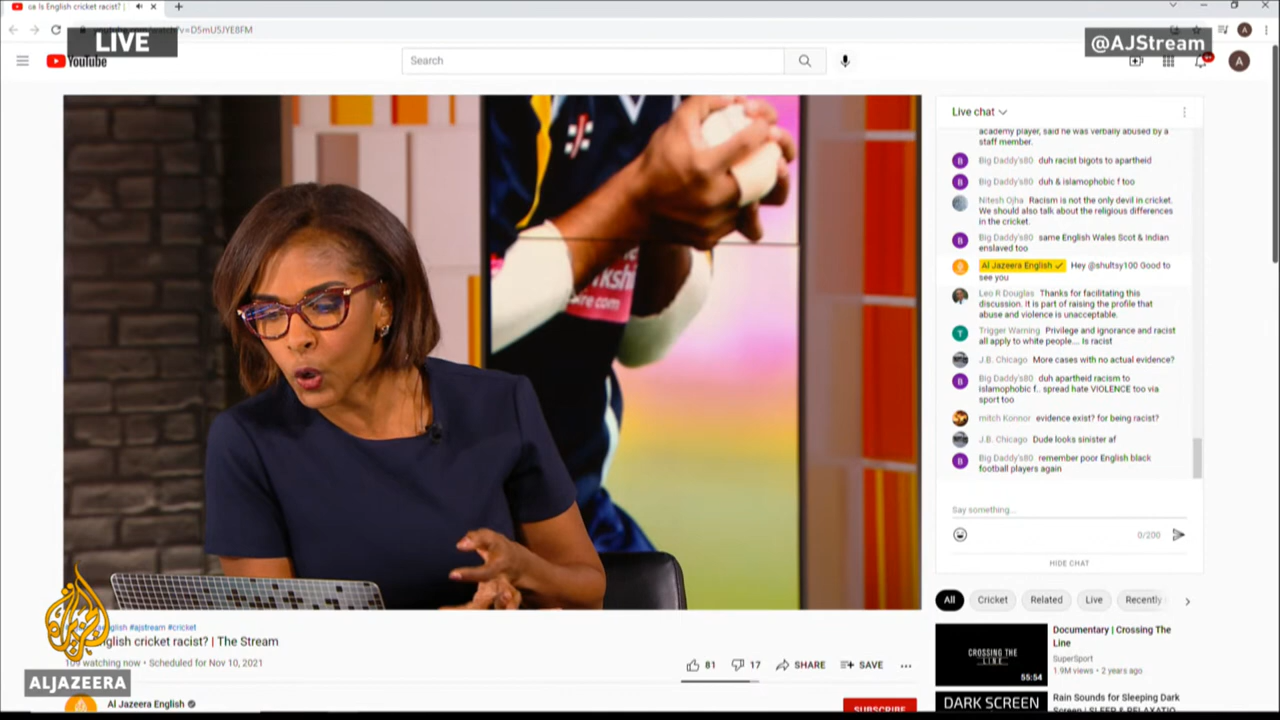 oa Is English cricket racist? |
v=D5mU5JYE8FM
LIVE
@AJStream
YouTube
Search
A
9+
A
Live chat
academy player, said he was verbally abused by a
staff member.
B Big Daddy's80 duh racist bigots to apartheid
B Big Daddy's80 duh & islamophobic f too
Nitesh Ojha Racism is not the only devil in cricket.
We should also talk about the religious differences
in the cricket.
B Big Daddy's80 same English Wales Scot & Indian
enslaved too
Al Jazeera English Hey @shultsy100 Good to
see you
Leo R Douglas Thanks for facilitating this
discussion. it is part of raising the profile that
abuse and violence is unacceptable.
T Trigger Warning Privilege and ignorance and racist
all apply to white people.... Is racist
J.B. Chicago More cases with no actual evidence?
B Big Daddy's80 duh apartheid racism to
islamophobic f.. spread hate VIOLENCE too via
sport too
mitch Konnor evidence exist? for being racist?
J.B. Chicago Dude looks sinister af
B Big Daddy's80 remember poor English black
football players again
Say something...
0/200
HIDE CHAT
All Cricket Related Live Recently
#ajstream #cricket
English cricket racist? | The Stream
watching now • Scheduled for Nov 10, 2021
81 17 SHARE SAVE
ALJAZEERA
Al Jazeera English
SUBSCRIBE
CROSSING THE
LINE
55:54
Documentary | Crossing The
Line
SuperSport
1.9M views • 2 years ago
DARK SCREEN
Rain Sounds for Sleeping Dark